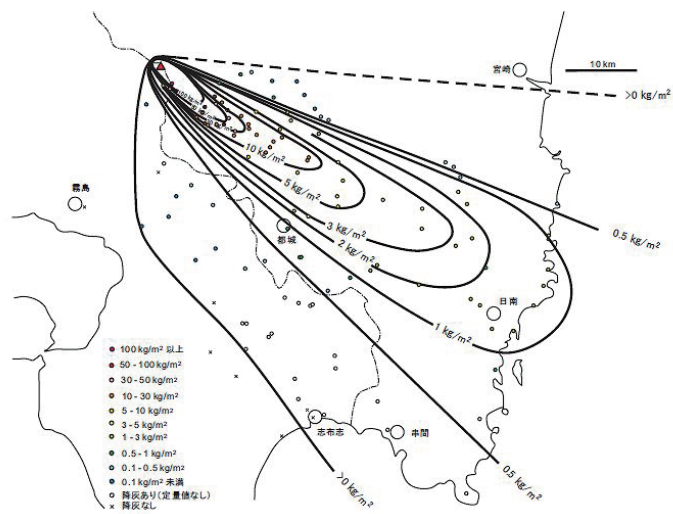 宮崎
10 km
>0 kg/m²
100 kg/m²
10 kg/m²
霧島
5 kg/m²
3 kg/m²
0.5 kg/m²
都城
2 kg/m²
日南
1 kg/m²
100 kg/m² 以上
50 - 100 kg/m²
30 - 50 kg/m²
10 - 30 kg/m²
5 - 10 kg/m²
3 - 5 kg/m²
1 - 3 kg/m²
0.5 - 1 kg/m²
0.1 - 0.5 kg/m²
0.1 kg/m² 未満
降灰あり(定量値なし)
降灰なし
志布志
串間
>0 kg/m²
0.5 kg/m²